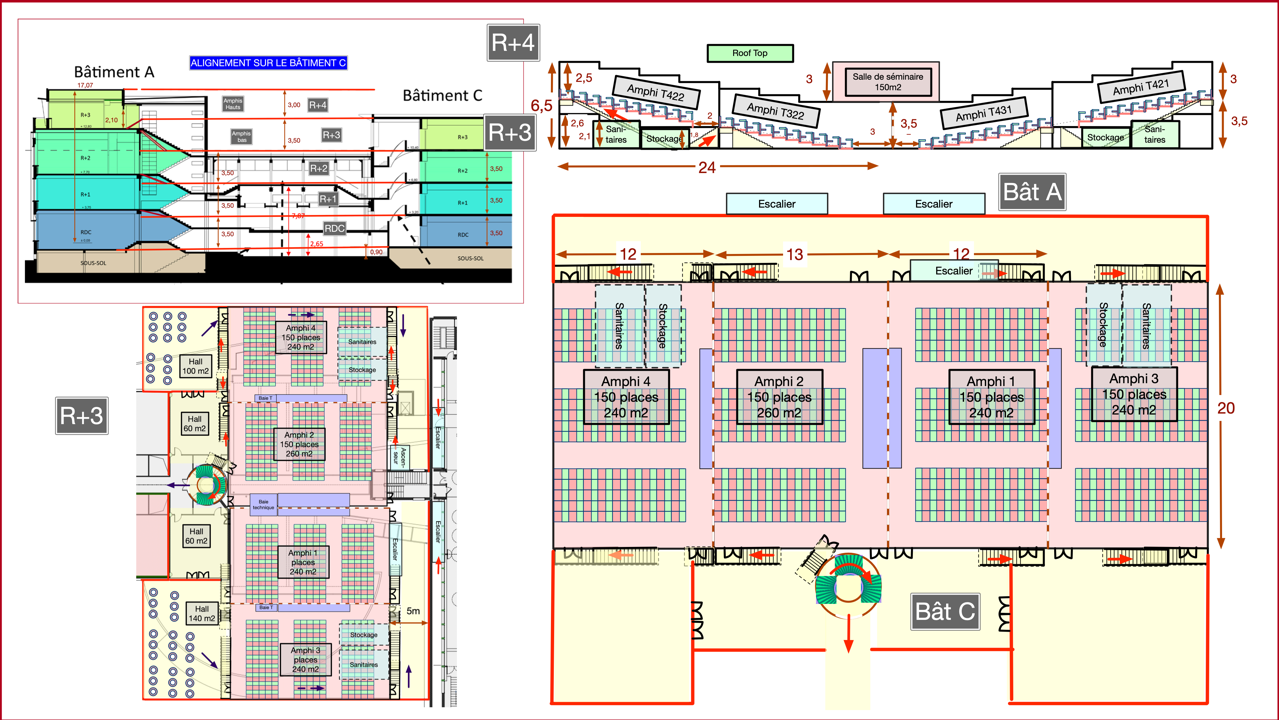 R+4
R+3
ALIGNEMENT SUR LE BÂTIMENT C
Bâtiment A
Bâtiment C
17,07
R+3
2,10
R+2
R+1
RDC
SOUS-SOL
Amphis
Hauts
3,00
R+4
Amphis
bas
R+3
3,50
3,50
R+2
R+1
3,50
7,87
RDC
3,50
2,65
0,90
R+3
R+2
3,50
R+1
3,50
RDC
3,50
SOUS-SOL
Roof Top
Salle de séminaire
150m2
Amphi T422
Amphi T322
Amphi T431
Amphi T421
2,5
6,5
2,6
2,1
Sani-
taires
Stockage
1,8
2
3
3
3,5
Stockage
Sani-
taires
3
3,5
24
Escalier
Escalier
Bât A
12
13
12
Escalier
Sanitaires
Stockage
Stockage
Sanitaires
Amphi 4
150 places
240 m2
Amphi 2
150 places
260 m2
Amphi 1
150 places
240 m2
Amphi 3
150 places
240 m2
20
Bât C
R+3
Hall
100 m2
Hall
60 m2
Hall
60 m2
Hall
140 m2
Amphi 4
150 places
240 m2
Sanitaires
Stockage
Baie T
Amphi 2
150 places
260 m2
Ascen-
seur
Escalier
Baie
technique
Amphi 1
places
240 m2
Escalier
Escalier
Baie T
5m
Stockage
Sanitaires
Amphi 3
places
240 m2